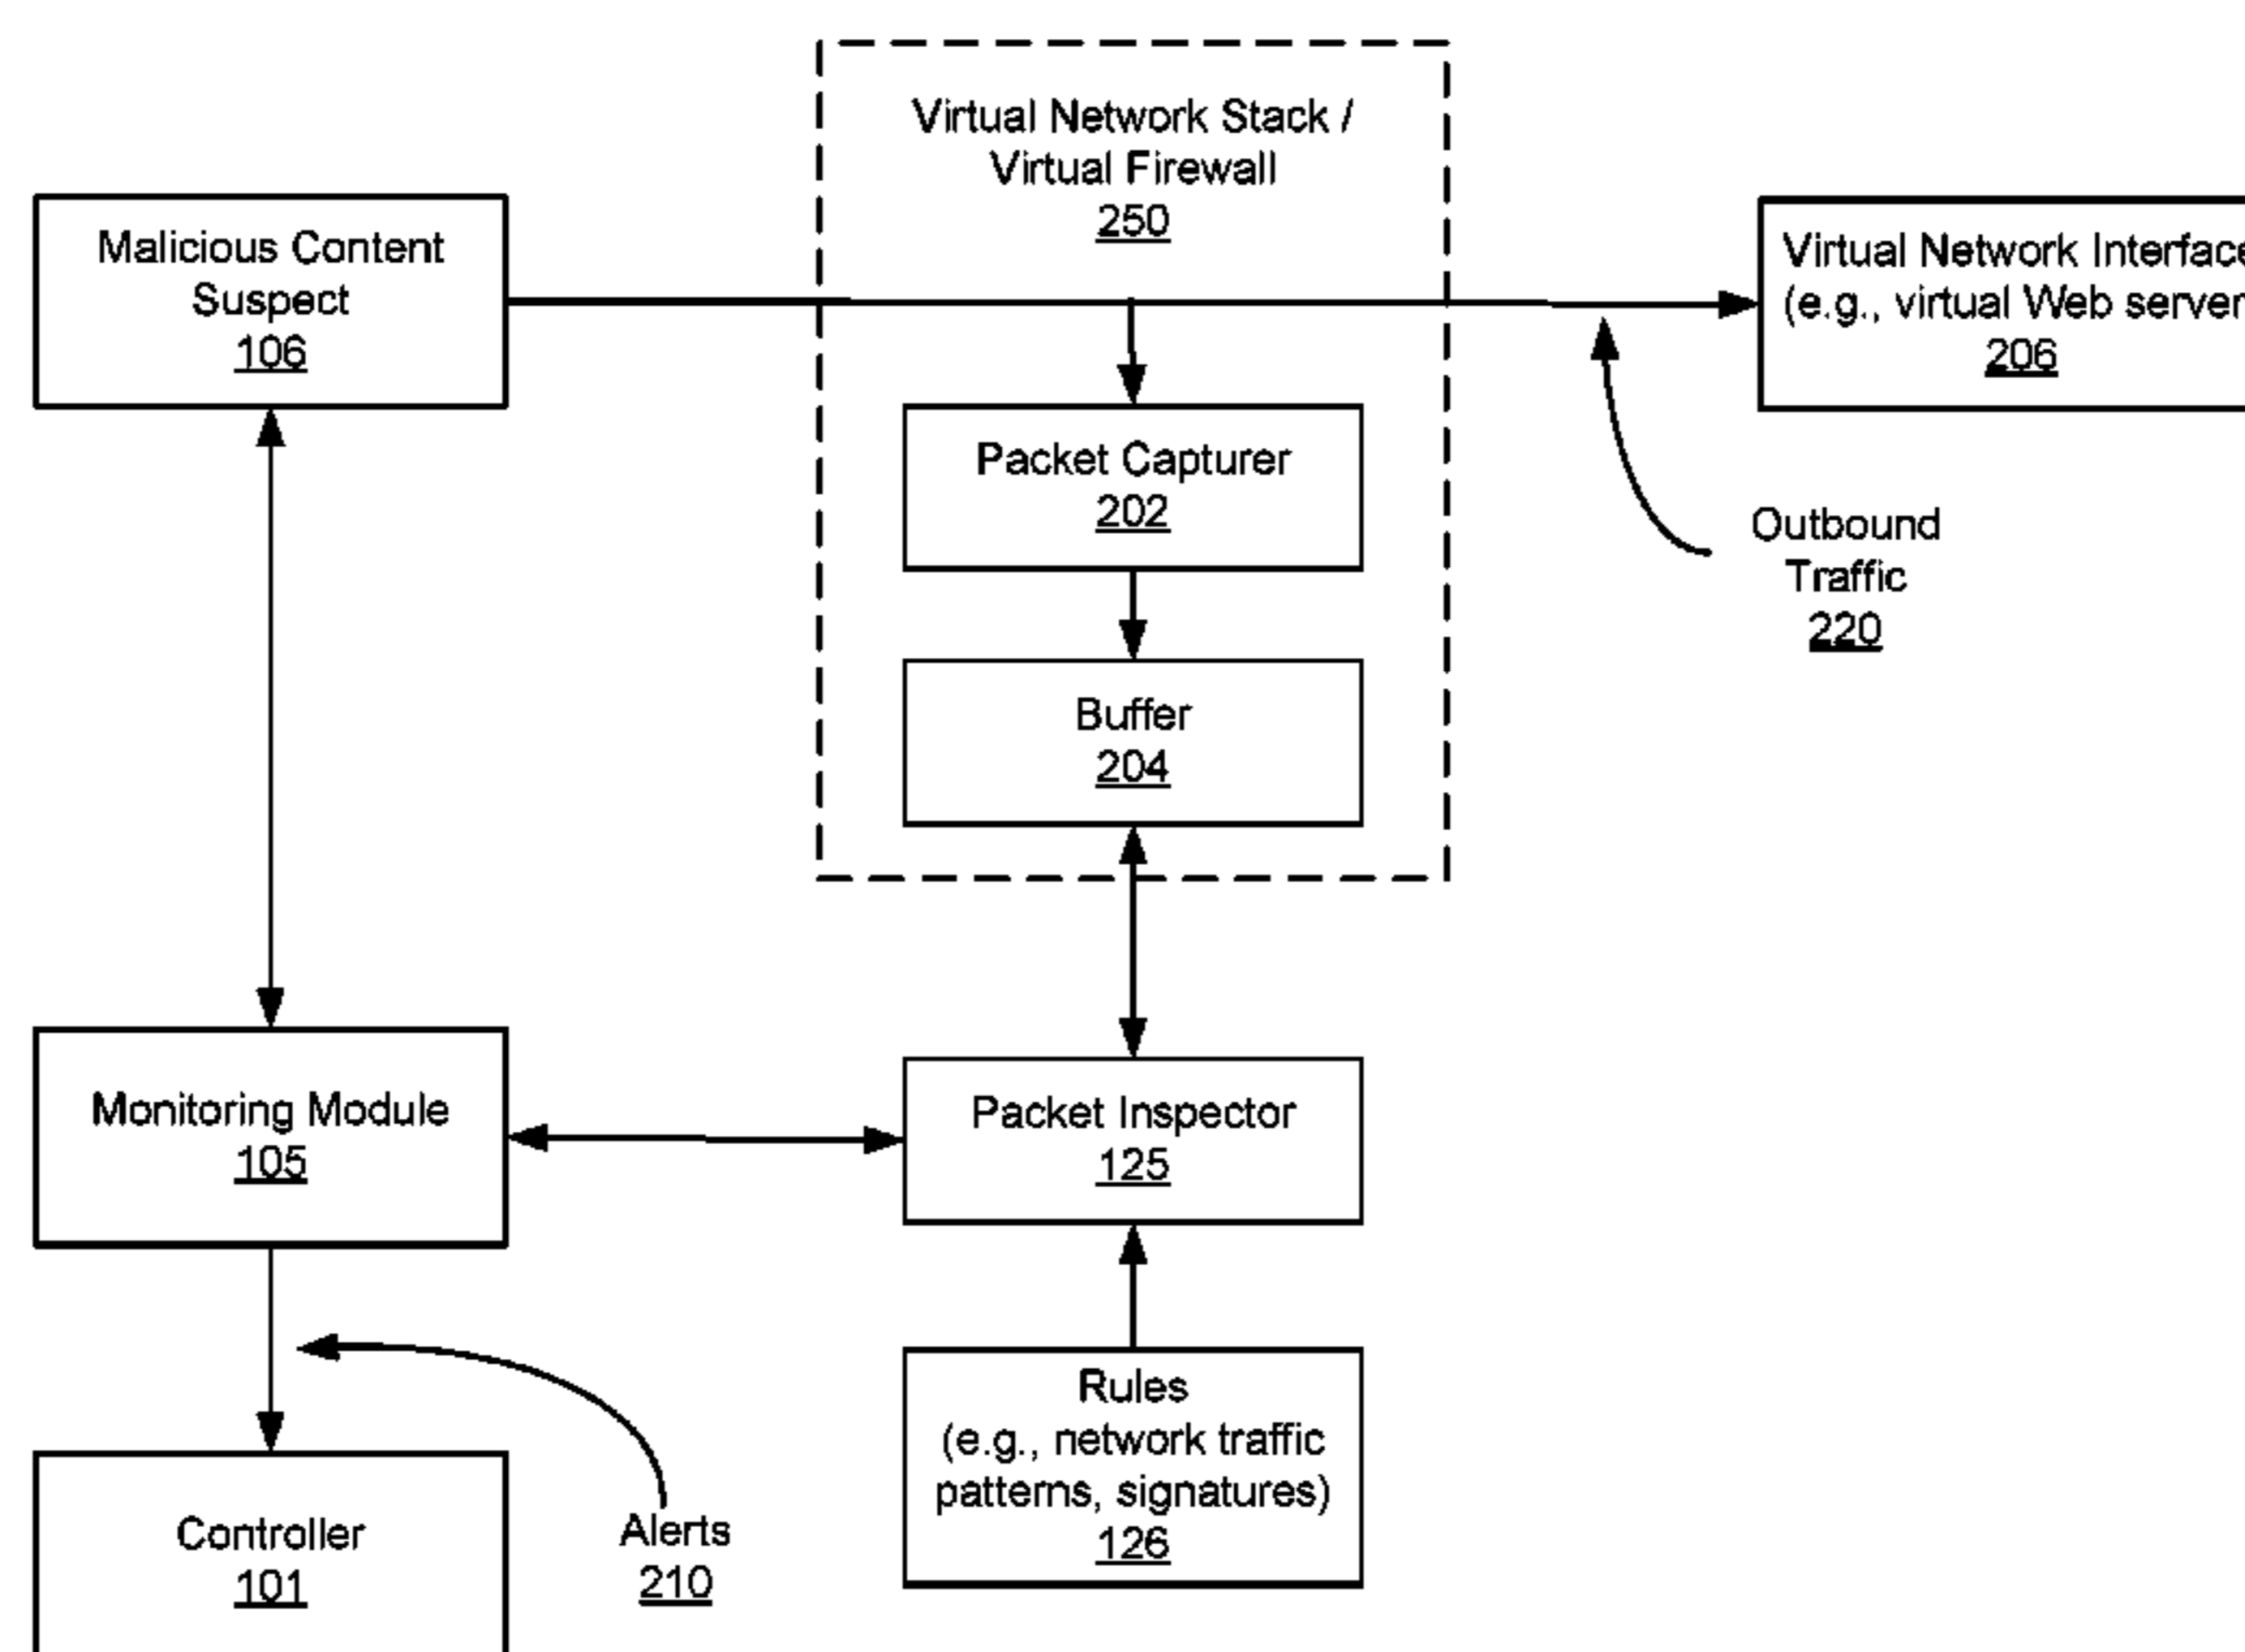 Virtual Network Stack /
Virtual Firewall
250
Malicious Content
Suspect
106
Virtual Network Interface
(e.g., virtual Web server
206
Packet Capturer
202
Outbound
Traffic
220
Buffer
204
Monitoring Module
105
Packet Inspector
125
Rules
(e.g., network traffic
patterns, signatures)
126
Controller
101
Alerts
210